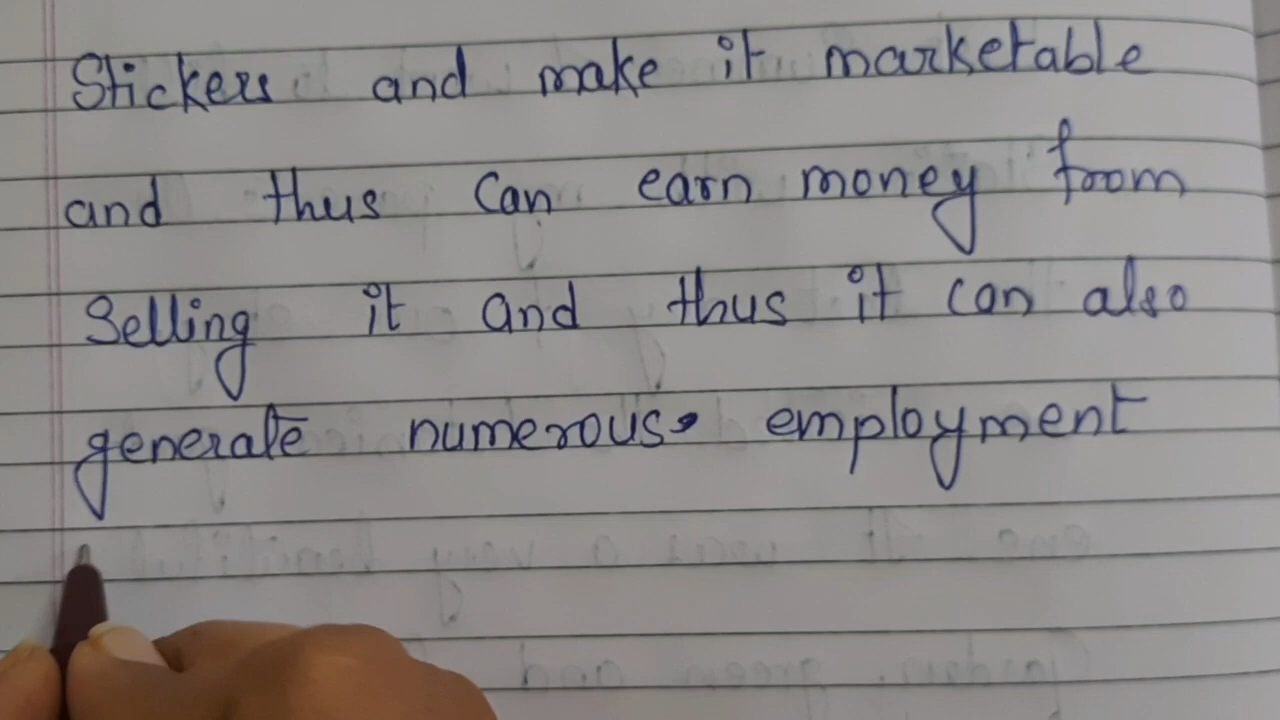 Stickers and make it marketable
and thus can earn money from
Selling it and thus it can also
generate numerous employment